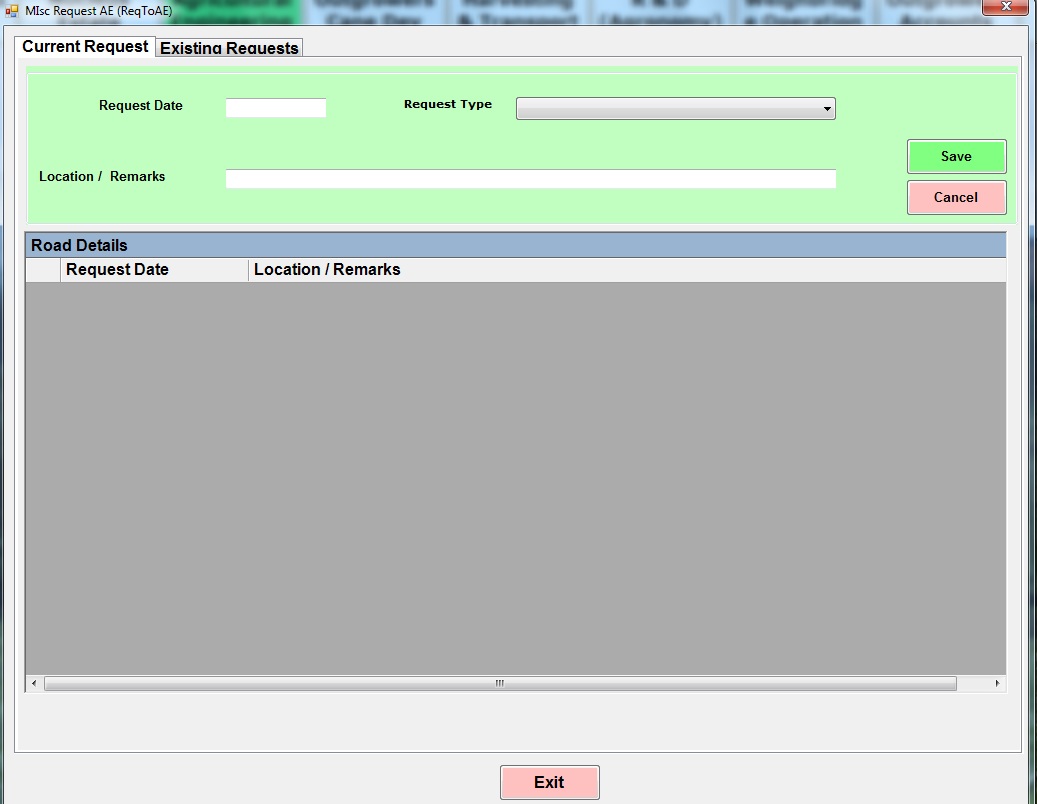 MIsc Request AE (ReqToAE)
Current Request
Existing Requests
Request Date
Request Type
Location /  Remarks
Save
Cancel
Road Details
Request Date
Location / Remarks
Exit